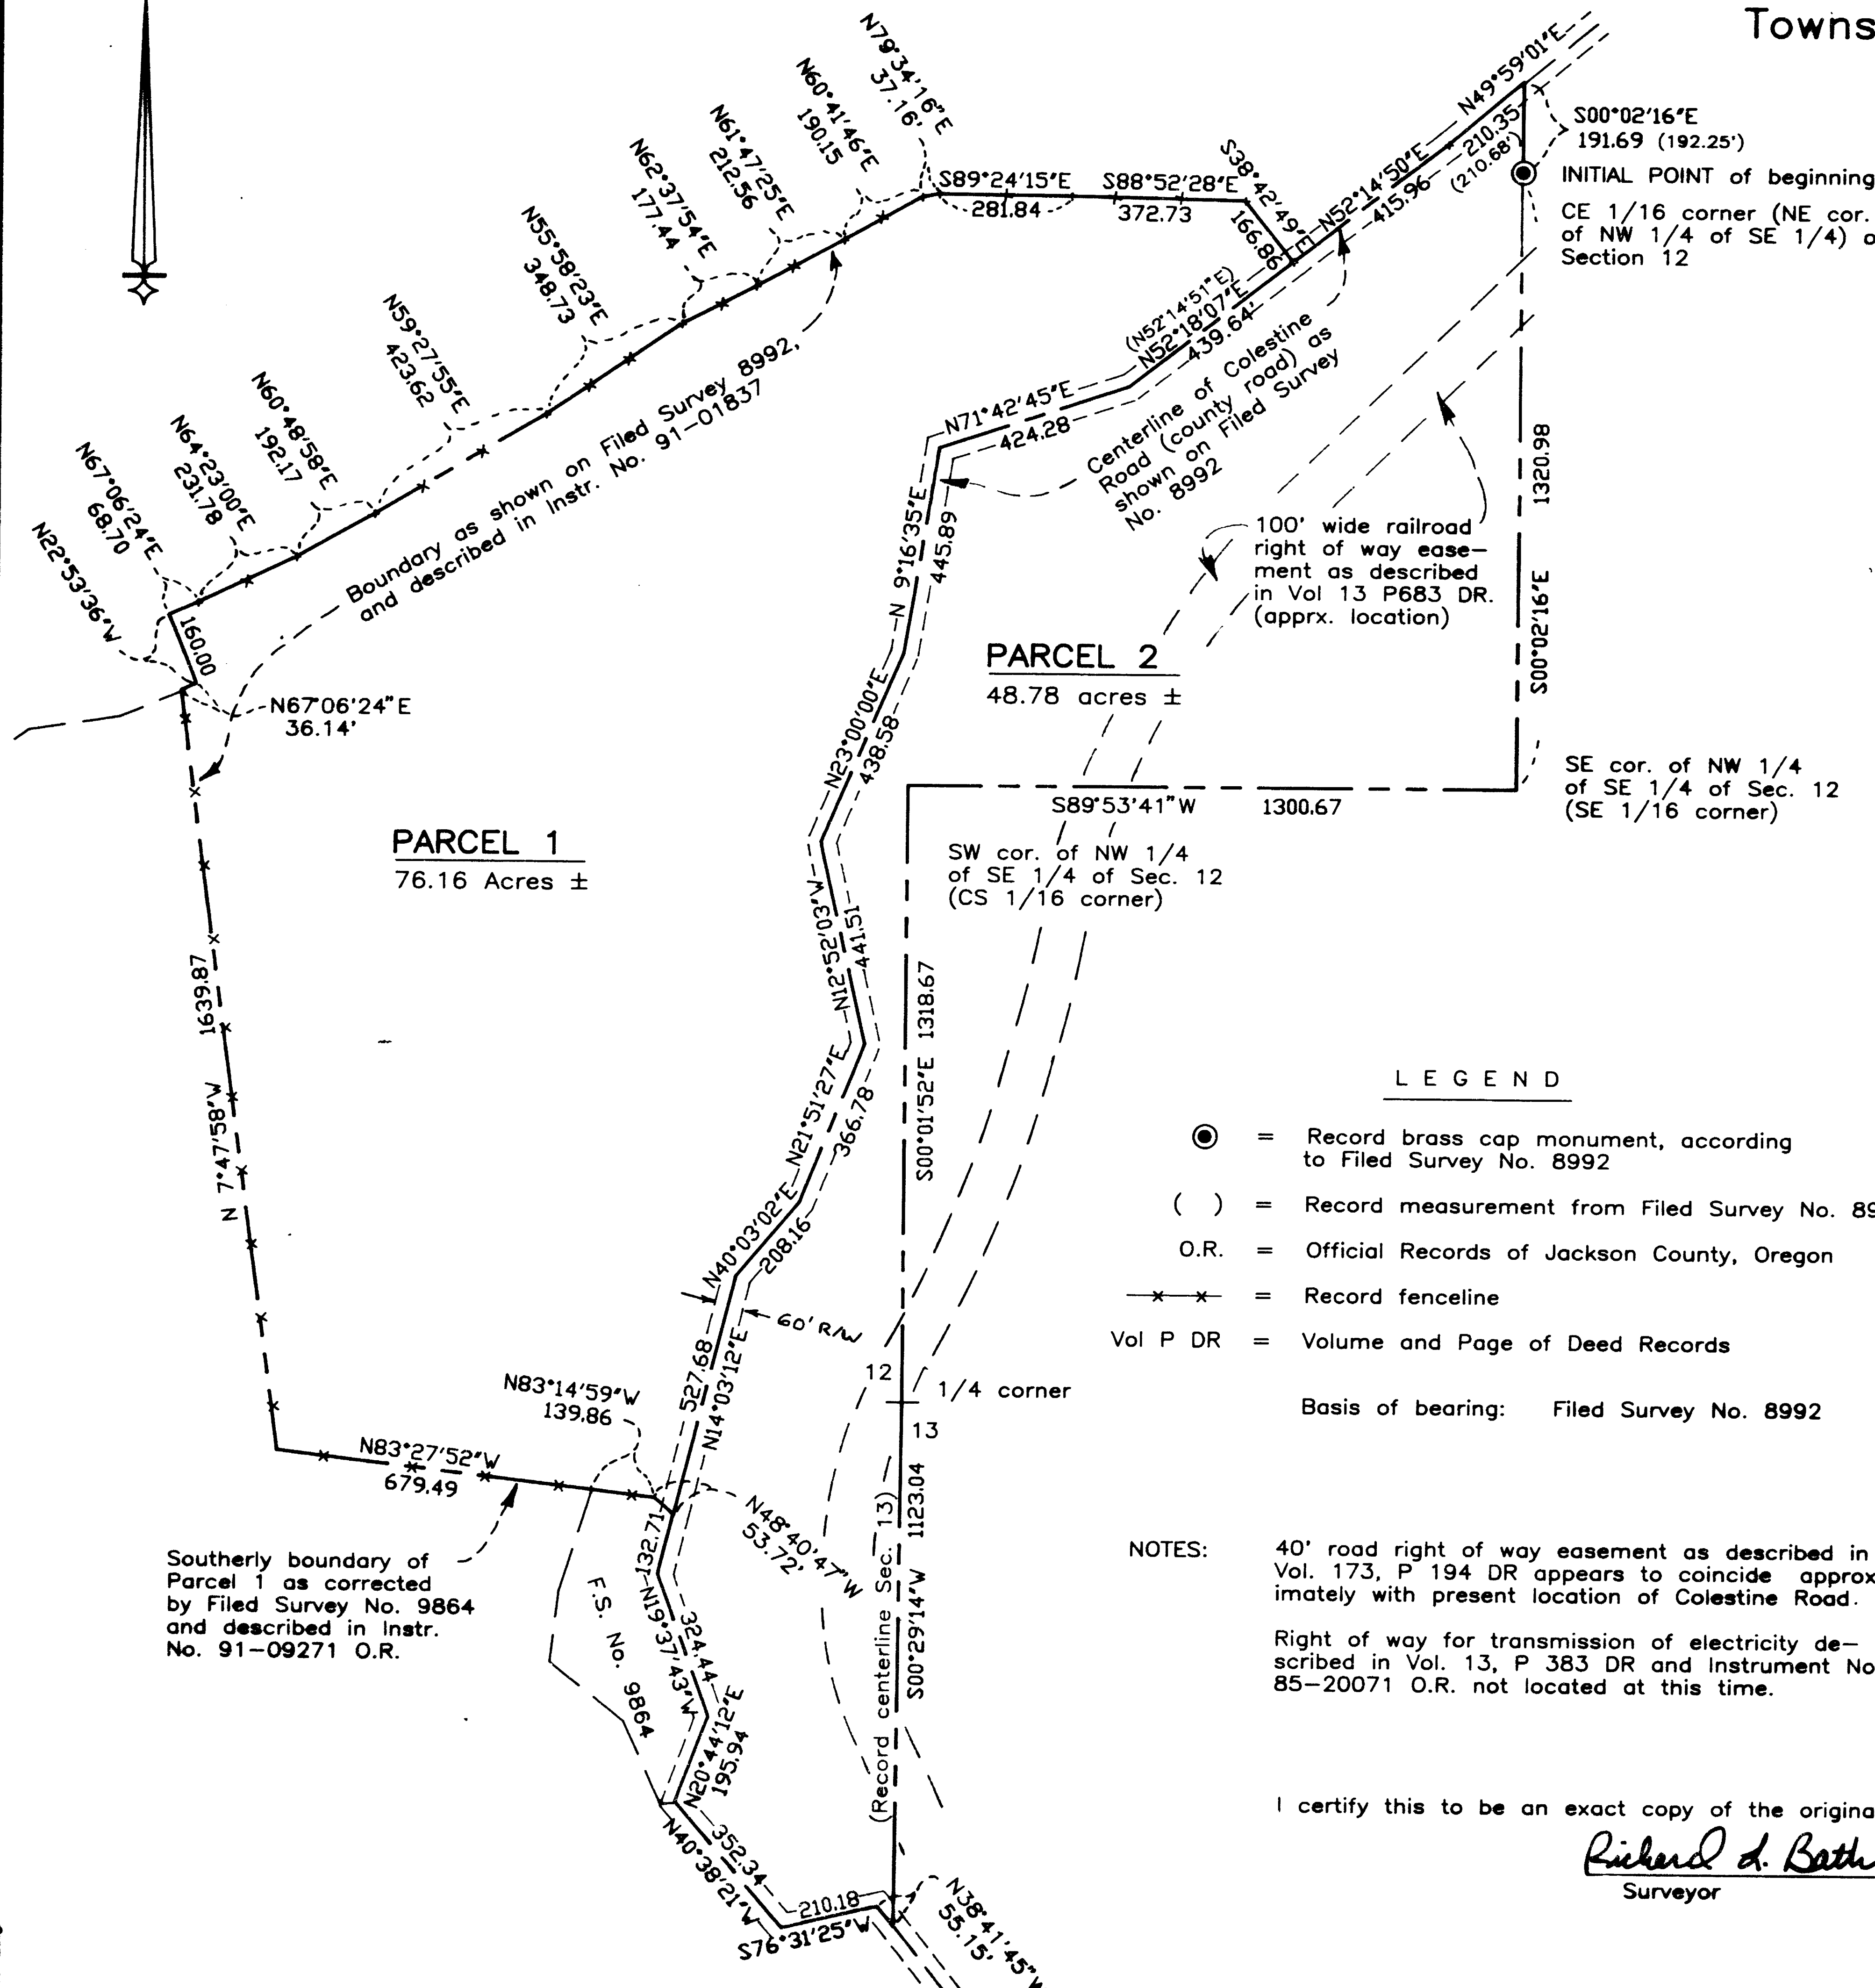 Towns
N79°34'16"E
37.16'
N60°41'46"E
190.15
N61°47'25"E
212.56
N62°37'54"E
177.44
N55°58'23"E
348.73
N59°27'55"E
423.62
N60°48'58"E
192.17
N64°23'00"E
231.78
N67°06'24"E
68.70
N22°53'36"W
160.00
N67°06'24"E
36.14'
Boundary as shown on Filed Survey 8992,
and described in Instr. No. 91-01837
S89°24'15"E
281.84
S88°52'28"E
372.73
S38°42'49"E
166.86
N49°59'01"E
210.35
(210.68')
N52°14'50"E
415.96
S00°02'16"E
191.69 (192.25')
INITIAL POINT of beginning
CE 1/16 corner (NE cor.
of NW 1/4 of SE 1/4) o
Section 12
(N52°14'51"E)
N52°18'07"E
439.64'
N71°42'45"E
424.28
Centerline of Colestine
Road (county road) as
shown on Filed Survey
No. 8992
N 9°16'35"E
445.89
100' wide railroad
right of way ease-
ment as described
in Vol 13 P683 DR.
(apprx. location)
1320.98
S00°02'16"E
PARCEL 2
48.78 acres ±
N23°00'00"E
438.58
S89°53'41"W 1300.67
SE cor. of NW 1/4
of SE 1/4 of Sec. 12
(SE 1/16 corner)
PARCEL 1
76.16 Acres ±
SW cor. of NW 1/4
of SE 1/4 of Sec. 12
(CS 1/16 corner)
N12°52'03"W
441.51
1639.87
N 7°47'58"W
S00°01'52"E 1318.67
N21°51'27"E
366.78
N40°03'02"E
208.16
60' R/W
527.68
N14°03'12"E
12
1/4 corner
13
N83°14'59"W
139.86
N83°27'52"W
679.49
N48°40'47"W
53.72'
132.71
Southerly boundary of
Parcel 1 as corrected
by Filed Survey No. 9864
and described in Instr.
No. 91-09271 O.R.
F.S. No. 9864
N19°37'43"W
324.44
N20°44'12"E
195.94
(Record centerline Sec. 13)
S00°29'14"W 1123.04
N40°38'21"W
352.34
210.18
S76°31'25"W
N38°41'45"W
55.15'
L E G E N D
= Record brass cap monument, according
to Filed Survey No. 8992
( ) = Record measurement from Filed Survey No. 89
O.R. = Official Records of Jackson County, Oregon
= Record fenceline
Vol P DR = Volume and Page of Deed Records
Basis of bearing: Filed Survey No. 8992
NOTES: 40' road right of way easement as described in
Vol. 173, P 194 DR appears to coincide approx
imately with present location of Colestine Road.
Right of way for transmission of electricity de-
scribed in Vol. 13, P 383 DR and Instrument No
85-20071 O.R. not located at this time.
I certify this to be an exact copy of the origina
Richard L. Bath
Surveyor